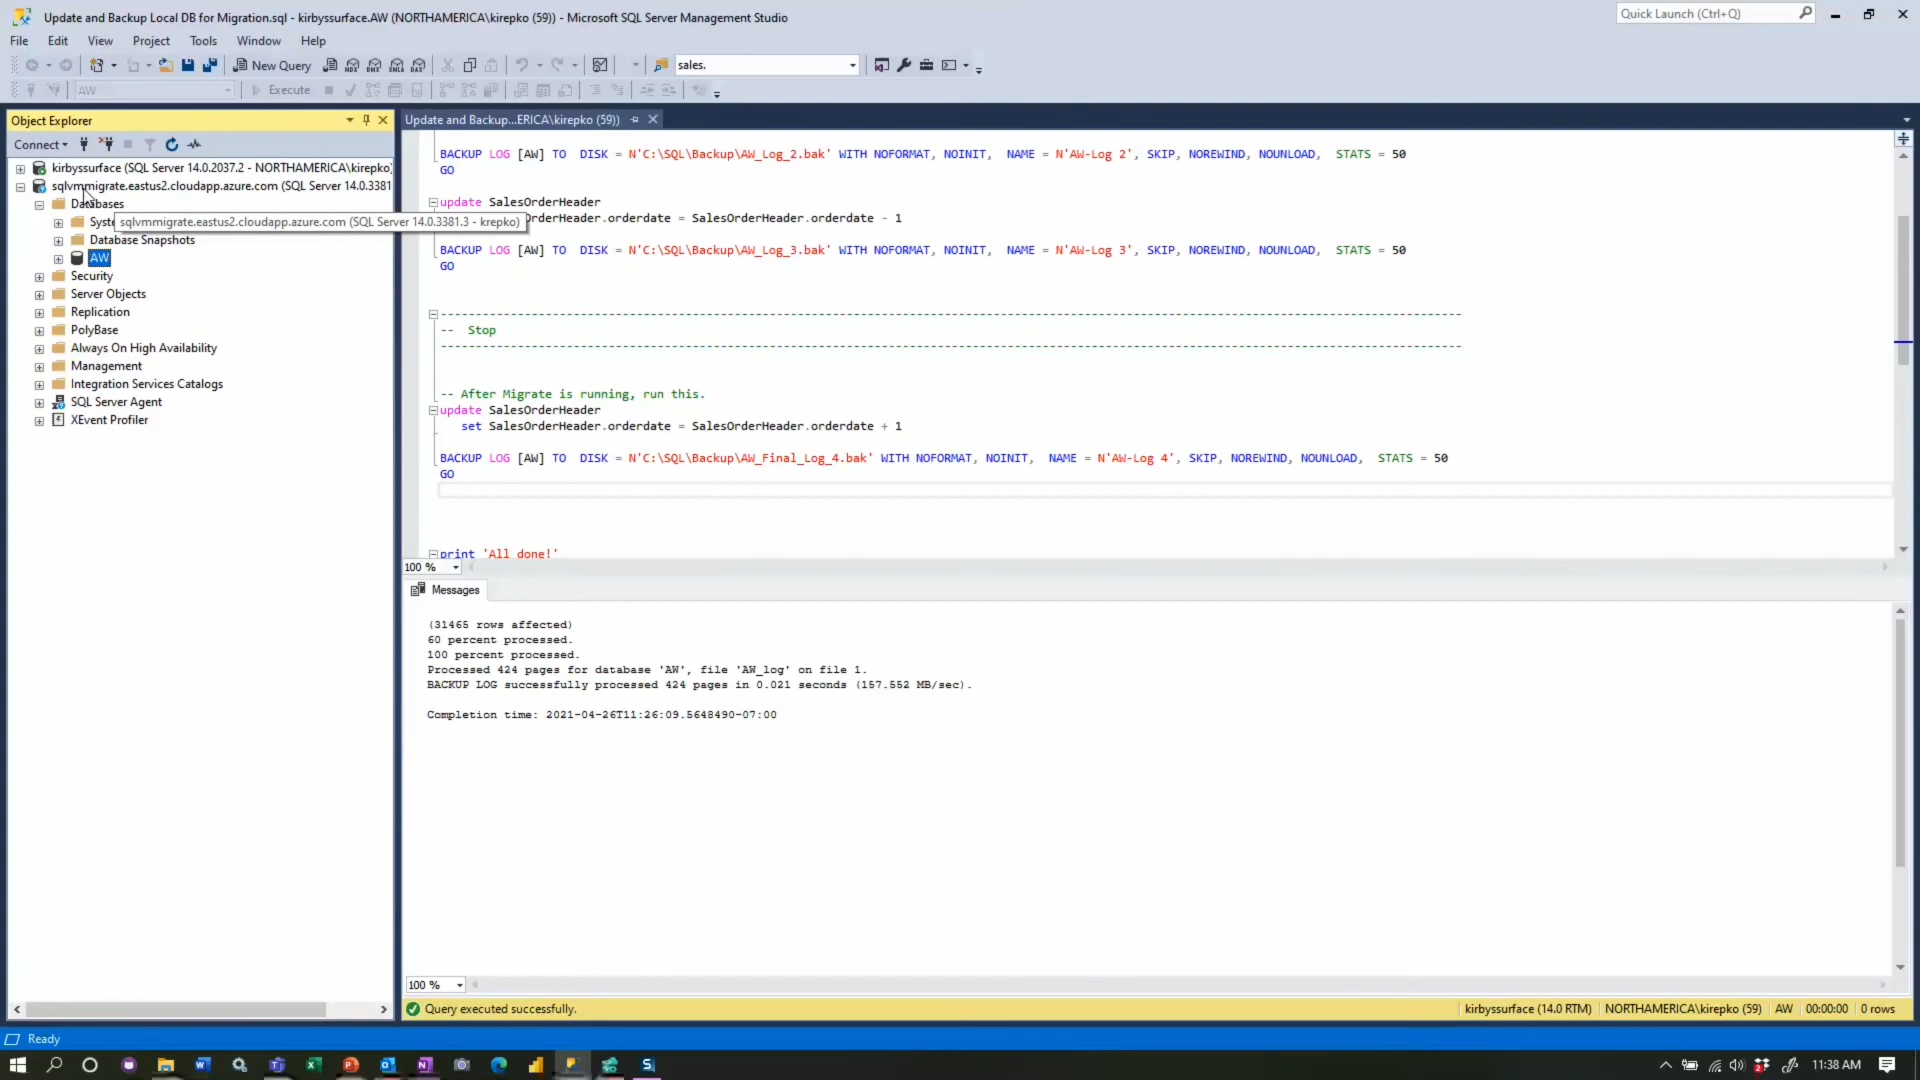 Update and Backup Local DB for Migration.sql - kirbyssurface.AW (NORTHAMERICA\kirepko (59)) - Microsoft SQL Server Management Studio
Quick Launch (Ctrl+Q)
File Edit View Project Tools Window Help
New Query
sales.
AW
Execute
Object Explorer
Update and Backup...ERICA\kirepko (59))
Connect
kirbyssurface (SQL Server 14.0.2037.2 - NORTHAMERICA\kirepko)
sqlvmmigrate.eastus2.cloudapp.azure.com (SQL Server 14.0.3381
Databases
Syste
sqlvmmigrate.eastus2.cloudapp.azure.com (SQL Server 14.0.3381.3 - krepko)
Database Snapshots
AW
Security
Server Objects
Replication
PolyBase
Always On High Availability
Management
Integration Services Catalogs
SQL Server Agent
XEvent Profiler
BACKUP LOG [AW] TO DISK = N'C:\SQL\Backup\AW_Log_2.bak' WITH NOFORMAT, NOINIT, NAME = N'AW-Log 2', SKIP, NOREWIND, NOUNLOAD, STATS = 50
GO
update SalesOrderHeader
OrderHeader.orderdate = SalesOrderHeader.orderdate - 1
BACKUP LOG [AW] TO DISK = N'C:\SQL\Backup\AW_Log_3.bak' WITH NOFORMAT, NOINIT, NAME = N'AW-Log 3', SKIP, NOREWIND, NOUNLOAD, STATS = 50
GO
-- Stop
-- After Migrate is running, run this.
update SalesOrderHeader
set SalesOrderHeader.orderdate = SalesOrderHeader.orderdate + 1
BACKUP LOG [AW] TO DISK = N'C:\SQL\Backup\AW_Final_Log_4.bak' WITH NOFORMAT, NOINIT, NAME = N'AW-Log 4', SKIP, NOREWIND, NOUNLOAD, STATS = 50
GO
print 'All done!'
100 %
Messages
(31465 rows affected)
60 percent processed.
100 percent processed.
Processed 424 pages for database 'AW', file 'AW_log' on file 1.
BACKUP LOG successfully processed 424 pages in 0.021 seconds (157.552 MB/sec).
Completion time: 2021-04-26T11:26:09.5648490-07:00
100 %
Query executed successfully.
kirbyssurface (14.0 RTM) NORTHAMERICA\kirepko (59) AW 00:00:00 0 rows
Ready
11:38 AM